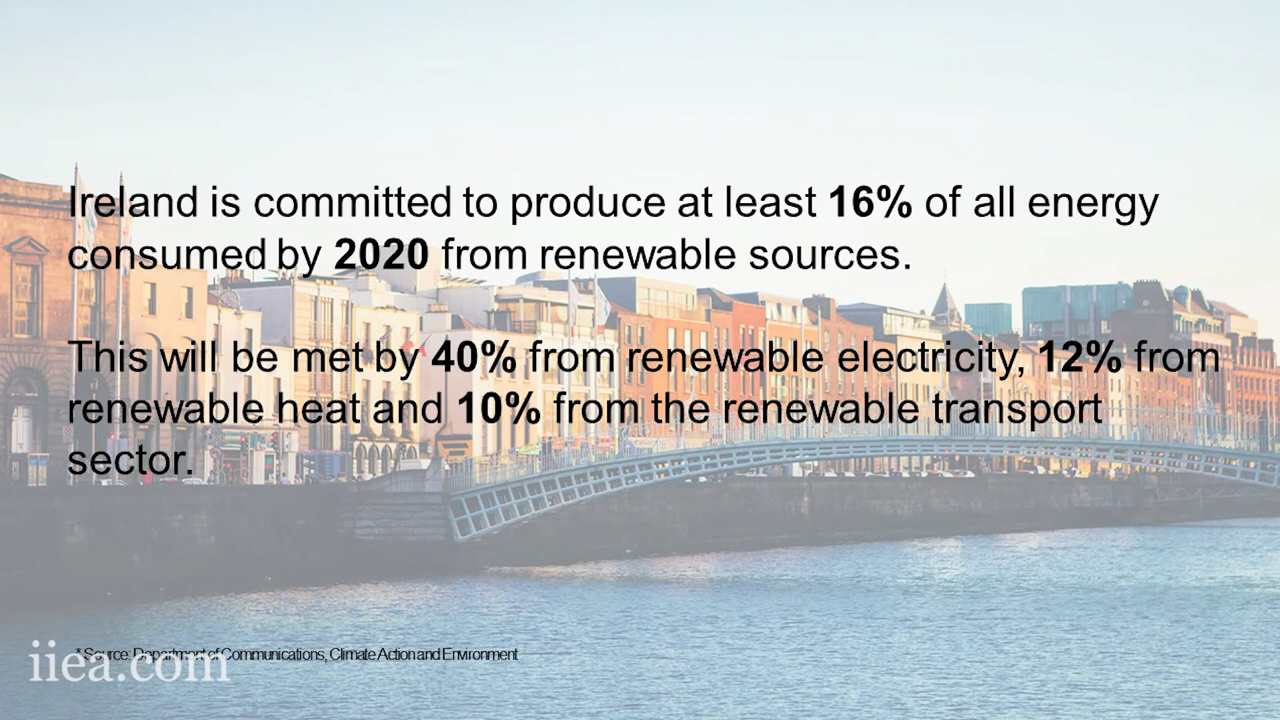 Ireland is committed to produce at least 16% of all energy
consumed by 2020 from renewable sources.
This will be met by 40% from renewable electricity, 12% from
renewable heat and 10% from the renewable transport
sector.
* Source: Department of Communications, Climate Action and Environment
iiea.com